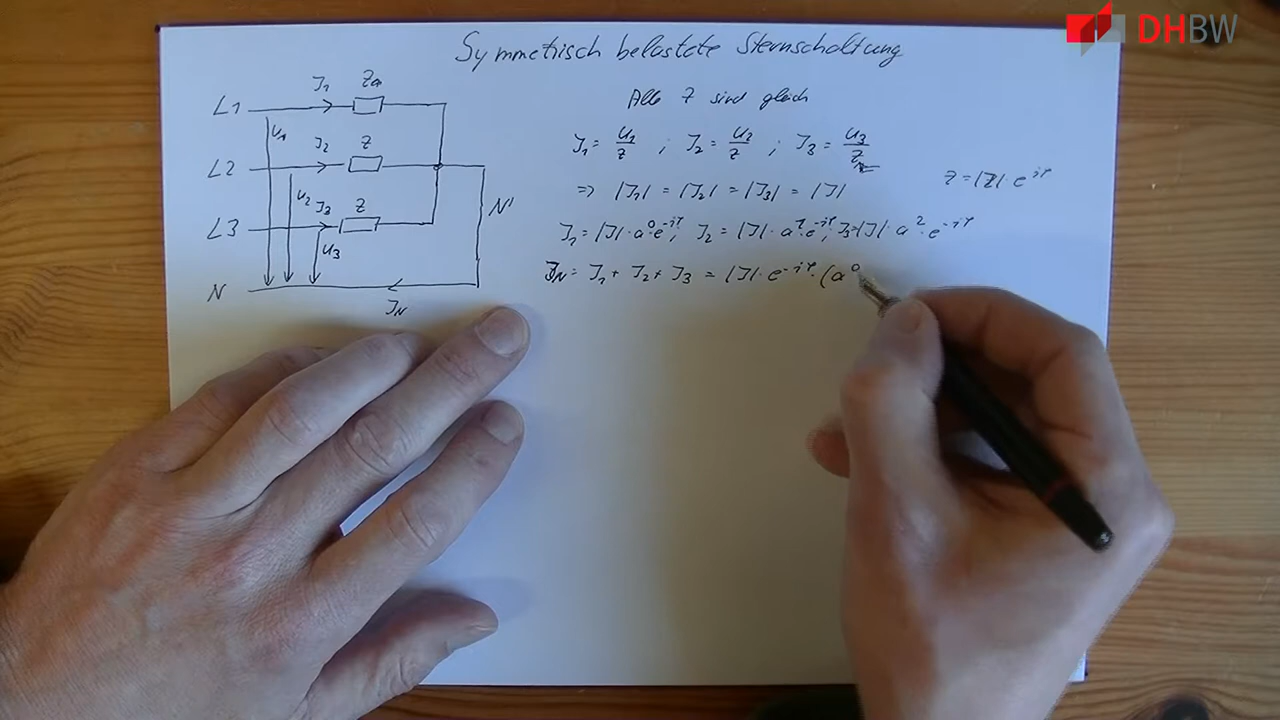 DHBW
Symmetrisch belastete Sternschaltung
L1 I1 Z
L2 I2 Z
L3 I3 Z
U1
U2
U3
N'
N
IN
Alle Z sind gleich
I1 = U1/Z ; I2 = U2/Z ; I3 = U3/Z
=> |I1| = |I2| = |I3| = |I|
Z = |Z| e^jφ
I1 = |I| · a^0 e^-jφ ; I2 = |I| · a^1 e^-jφ ; I3 = |I| · a^2 · e^-jφ
IN = I1 + I2 + I3 = |I| · e^-jφ · (a^0